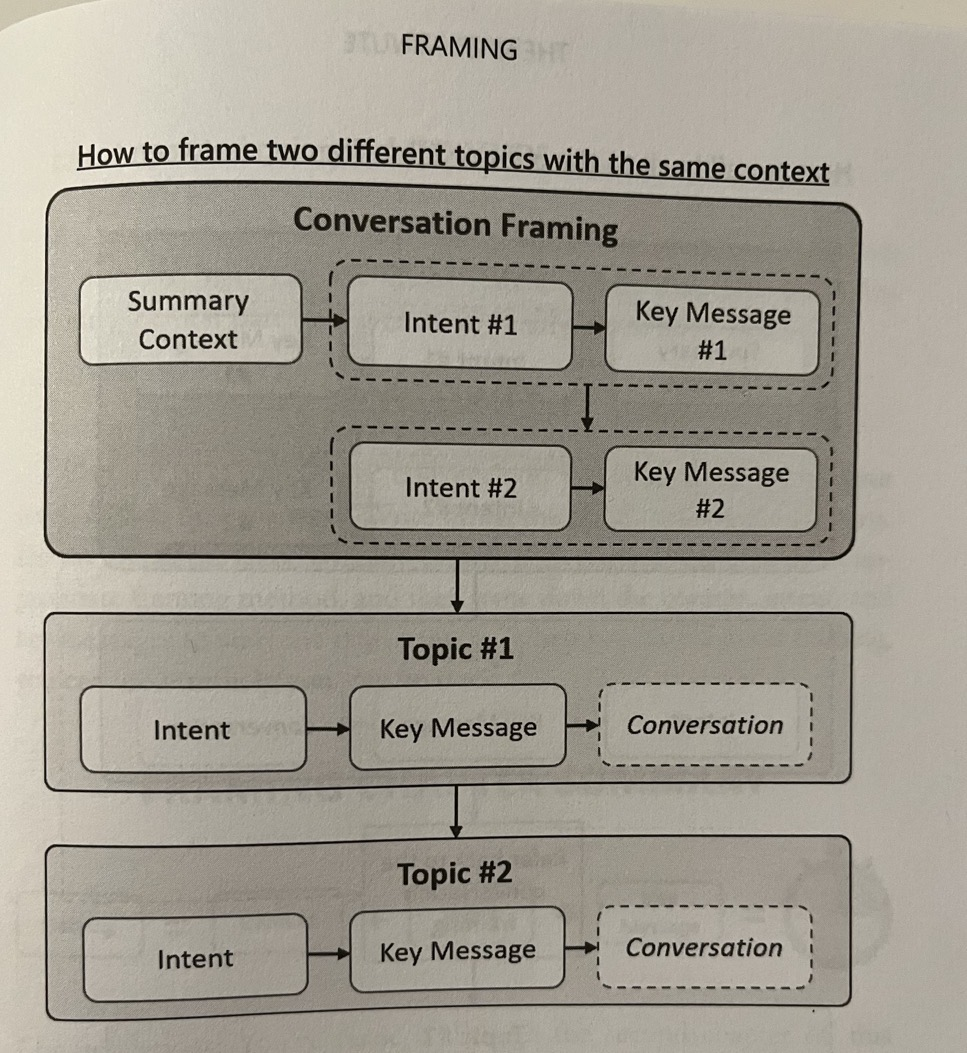 FRAMING
How to frame two different topics with the same context
Conversation Framing
Summary
Context
Intent #1
Key Message
#1
Intent #2
Key Message
#2
Topic #1
Intent
Key Message
Conversation
Topic #2
Intent
Key Message
Conversation